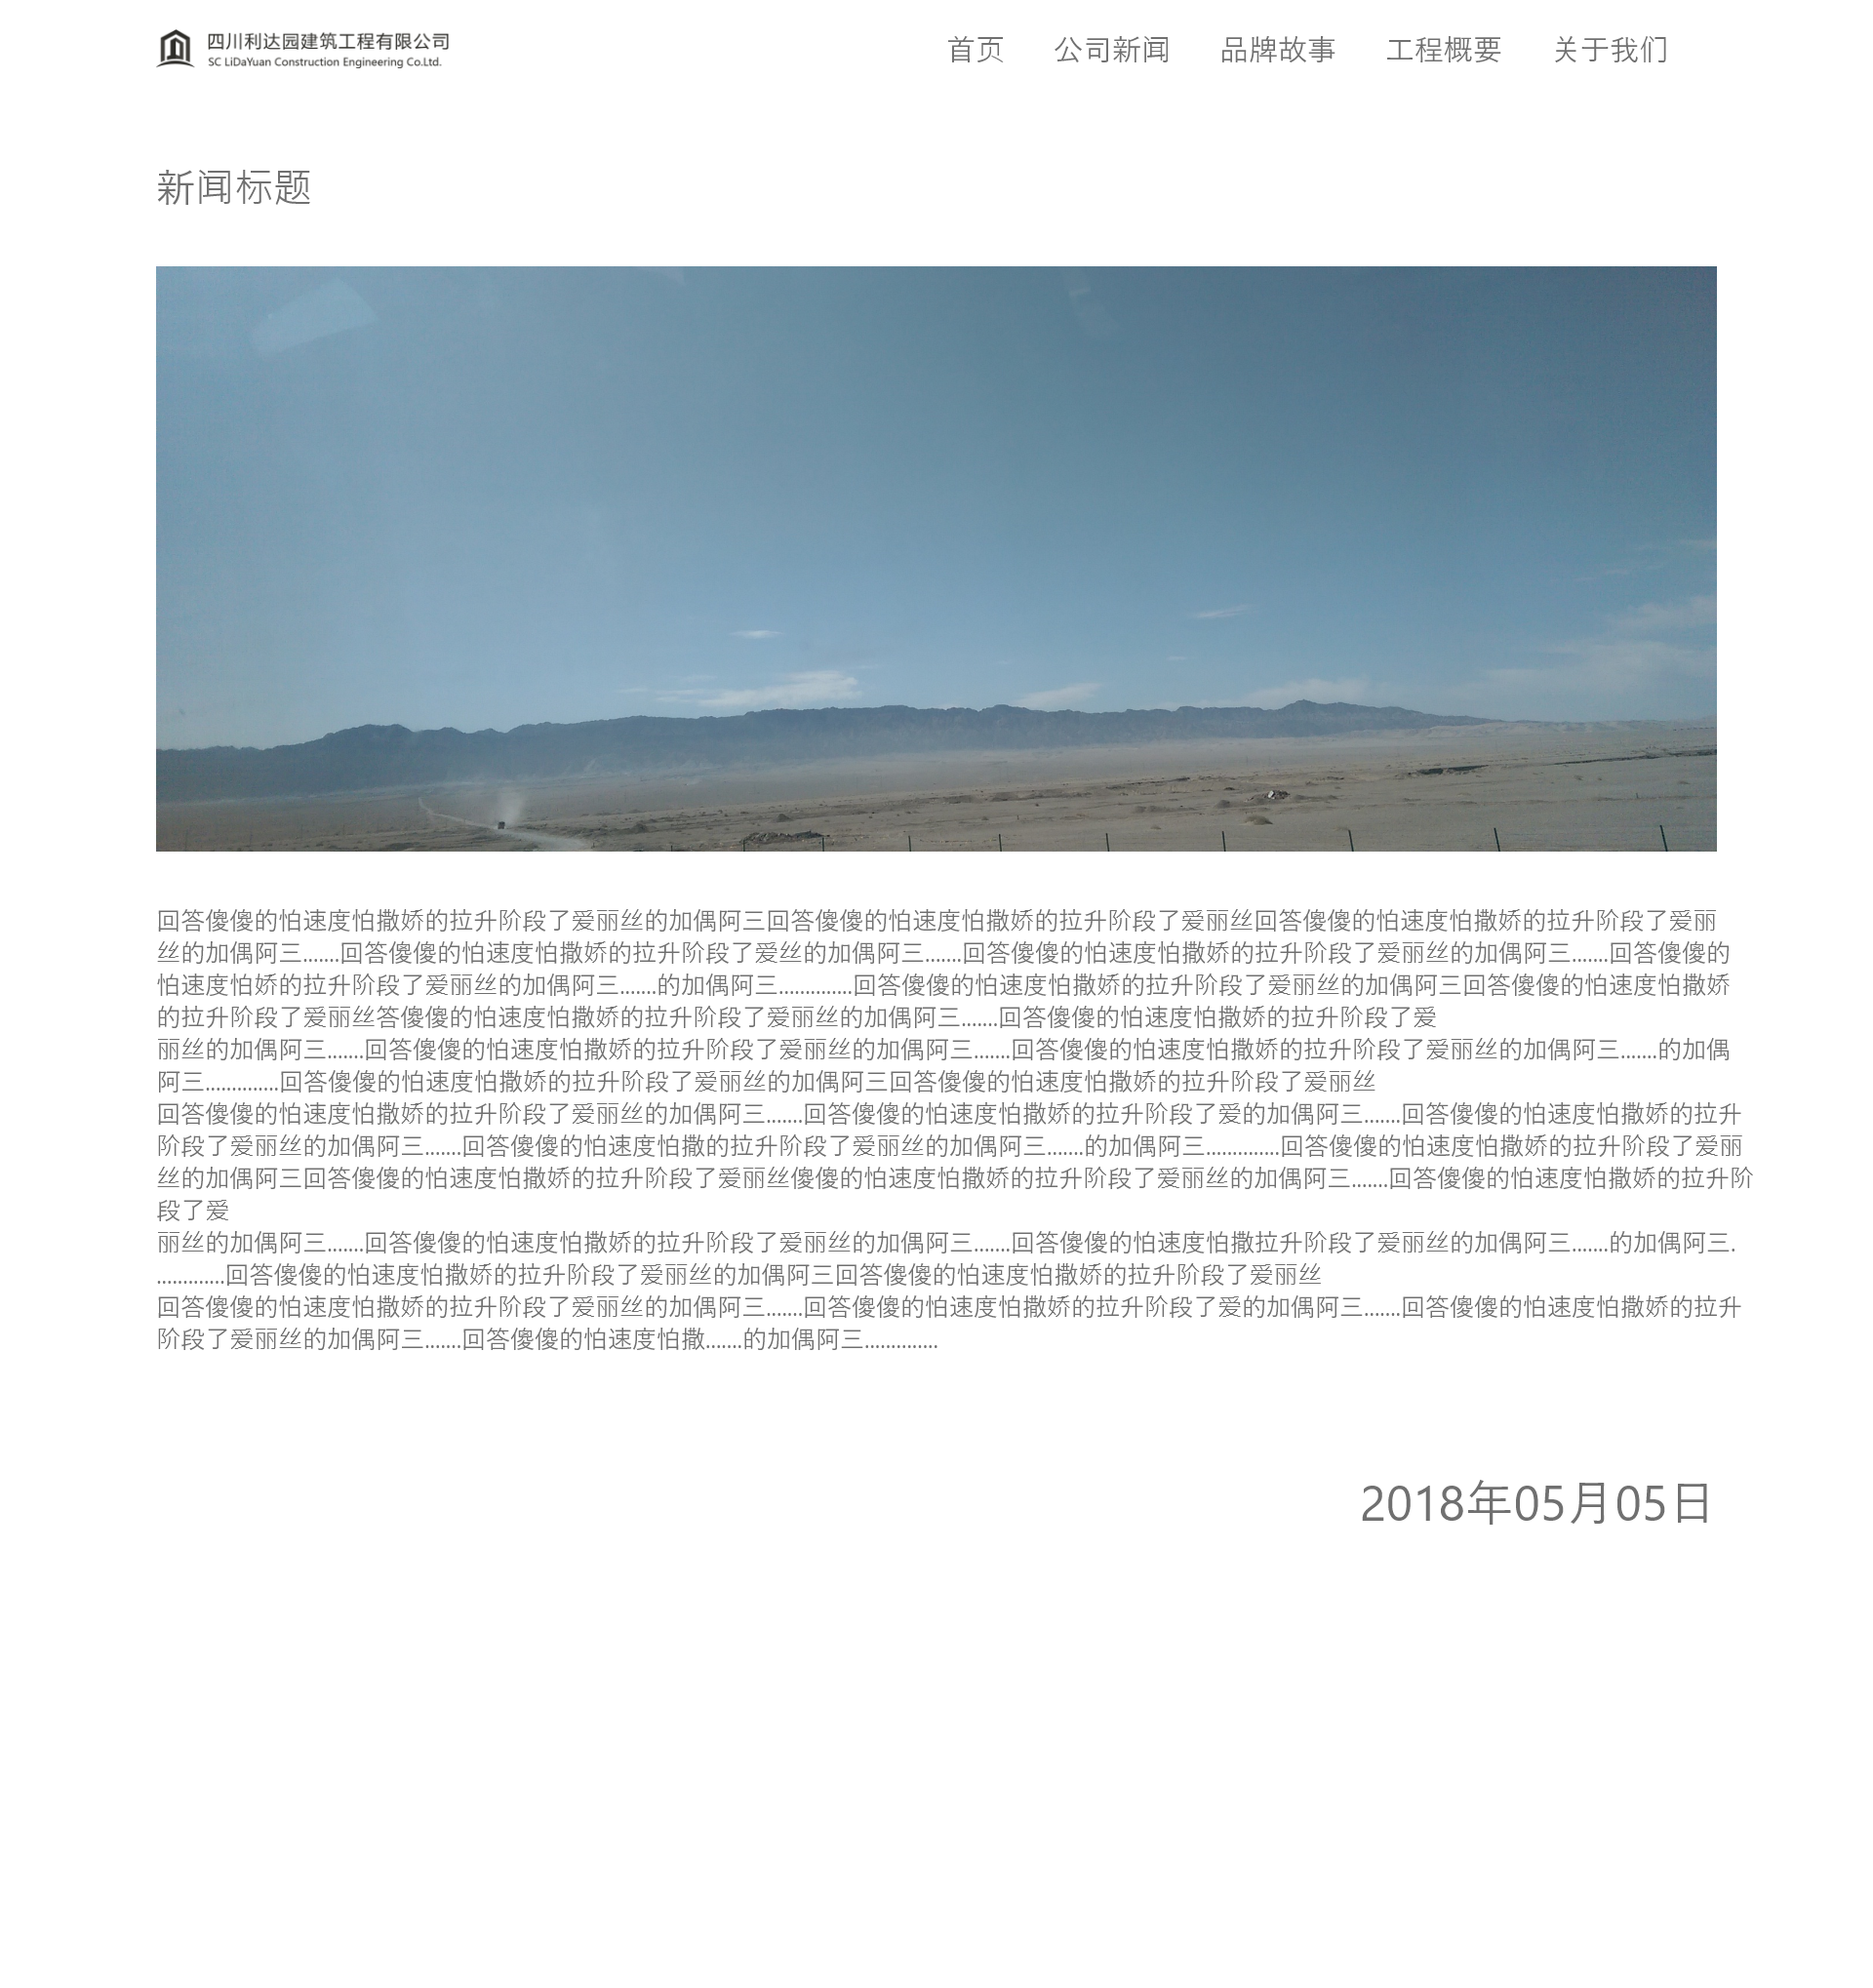 四川利达园建筑工程有限公司
SC LiDaYuan Construction Engineering Co.Ltd.
首页 公司新闻 品牌故事 工程概要 关于我们
新闻标题
回答傻傻的怕速度怕撒娇的拉升阶段了爱丽丝的加偶阿三回答傻傻的怕速度怕撒娇的拉升阶段了爱丽丝回答傻傻的怕速度怕撒娇的拉升阶段了爱丽
丝的加偶阿三.......回答傻傻的怕速度怕撒娇的拉升阶段了爱丝的加偶阿三.......回答傻傻的怕速度怕撒娇的拉升阶段了爱丽丝的加偶阿三.......回答傻傻的
怕速度怕娇的拉升阶段了爱丽丝的加偶阿三.......的加偶阿三..............回答傻傻的怕速度怕撒娇的拉升阶段了爱丽丝的加偶阿三回答傻傻的怕速度怕撒娇
的拉升阶段了爱丽丝答傻傻的怕速度怕撒娇的拉升阶段了爱丽丝的加偶阿三.......回答傻傻的怕速度怕撒娇的拉升阶段了爱
丽丝的加偶阿三.......回答傻傻的怕速度怕撒娇的拉升阶段了爱丽丝的加偶阿三.......回答傻傻的怕速度怕撒娇的拉升阶段了爱丽丝的加偶阿三.......的加偶
阿三..............回答傻傻的怕速度怕撒娇的拉升阶段了爱丽丝的加偶阿三回答傻傻的怕速度怕撒娇的拉升阶段了爱丽丝
回答傻傻的怕速度怕撒娇的拉升阶段了爱丽丝的加偶阿三.......回答傻傻的怕速度怕撒娇的拉升阶段了爱的加偶阿三.......回答傻傻的怕速度怕撒娇的拉升
阶段了爱丽丝的加偶阿三.......回答傻傻的怕速度怕撒的拉升阶段了爱丽丝的加偶阿三.......的加偶阿三..............回答傻傻的怕速度怕撒娇的拉升阶段了爱丽
丝的加偶阿三回答傻傻的怕速度怕撒娇的拉升阶段了爱丽丝傻傻的怕速度怕撒娇的拉升阶段了爱丽丝的加偶阿三.......回答傻傻的怕速度怕撒娇的拉升阶
段了爱
丽丝的加偶阿三.......回答傻傻的怕速度怕撒娇的拉升阶段了爱丽丝的加偶阿三.......回答傻傻的怕速度怕撒拉升阶段了爱丽丝的加偶阿三.......的加偶阿三.
.............回答傻傻的怕速度怕撒娇的拉升阶段了爱丽丝的加偶阿三回答傻傻的怕速度怕撒娇的拉升阶段了爱丽丝
回答傻傻的怕速度怕撒娇的拉升阶段了爱丽丝的加偶阿三.......回答傻傻的怕速度怕撒娇的拉升阶段了爱的加偶阿三.......回答傻傻的怕速度怕撒娇的拉升
阶段了爱丽丝的加偶阿三.......回答傻傻的怕速度怕撒.......的加偶阿三..............
2018年05月05日